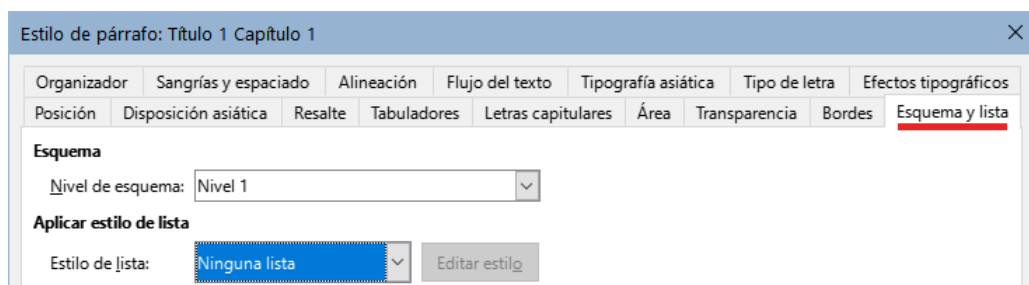 Estilo de párrafo: Título 1 Capítulo 1
Organizador Sangrías y espaciado Alineación Flujo del texto Tipografía asiática Tipo de letra Efectos tipográficos
Posición Disposición asiática Resalte Tabuladores Letras capitulares Área Transparencia Bordes Esquema y lista
Esquema
Nivel de esquema: Nivel 1
Aplicar estilo de lista
Estilo de lista: Ninguna lista Editar estilo